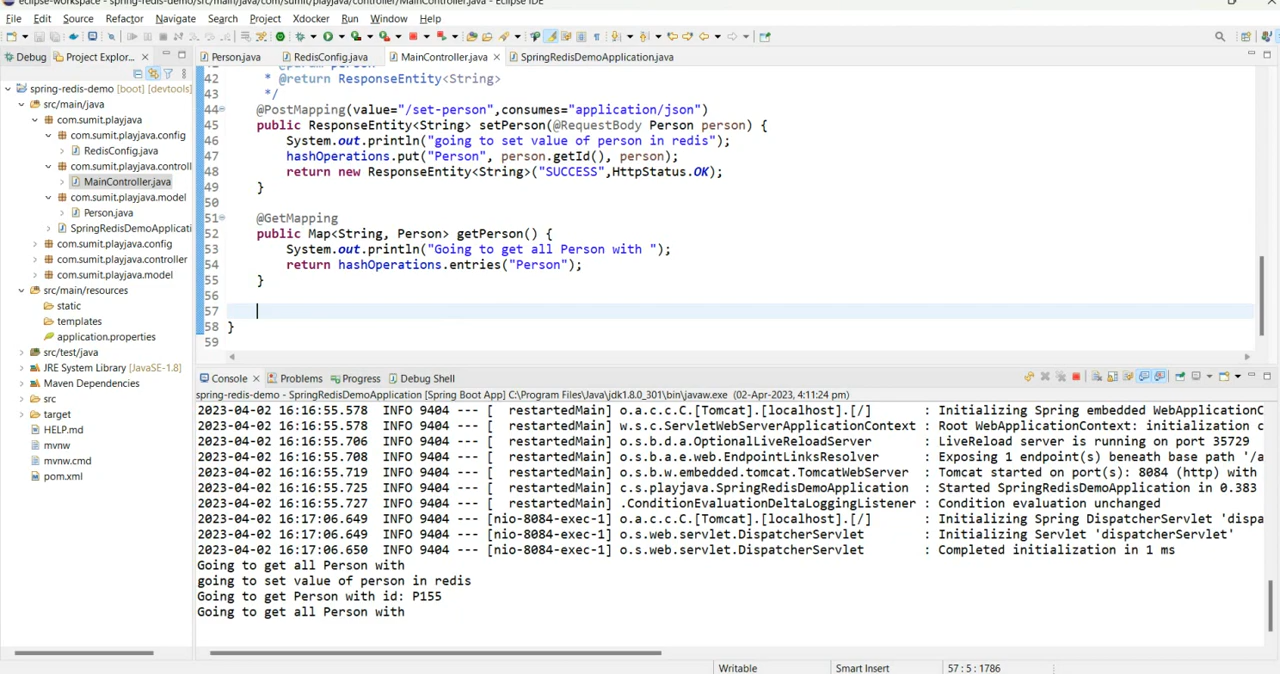 eclipse-workspace - spring-redis-demo/src/main/java/com/sumit/playjava/controller/MainController.java - Eclipse IDE
File Edit Source Refactor Navigate Search Project Xdocker Run Window Help
Debug Project Explor...
Person.java RedisConfig.java MainController.java SpringRedisDemoApplication.java
spring-redis-demo [boot] [devtools]
src/main/java
com.sumit.playjava
com.sumit.playjava.config
RedisConfig.java
com.sumit.playjava.controll
MainController.java
com.sumit.playjava.model
Person.java
SpringRedisDemoApplicati
com.sumit.playjava.config
com.sumit.playjava.controller
com.sumit.playjava.model
src/main/resources
static
templates
application.properties
src/test/java
JRE System Library [JavaSE-1.8]
Maven Dependencies
src
target
HELP.md
mvnw
mvnw.cmd
pom.xml
42 * @return ResponseEntity<String>
43 */
44 @PostMapping(value="/set-person",consumes="application/json")
45 public ResponseEntity<String> setPerson(@RequestBody Person person) {
46 System.out.println("going to set value of person in redis");
47 hashOperations.put("Person", person.getId(), person);
48 return new ResponseEntity<String>("SUCCESS",HttpStatus.OK);
49 }
50
51 @GetMapping
52 public Map<String, Person> getPerson() {
53 System.out.println("Going to get all Person with ");
54 return hashOperations.entries("Person");
55 }
56
57
58 }
59
Console Problems Progress Debug Shell
spring-redis-demo - SpringRedisDemoApplication [Spring Boot App] C:\Program Files\Java\jdk1.8.0_301\bin\javaw.exe (02-Apr-2023, 4:11:24 pm)
2023-04-02 16:16:55.578 INFO 9404 --- [ restartedMain] o.a.c.c.C.[Tomcat].[localhost].[/] : Initializing Spring embedded WebApplicationC
2023-04-02 16:16:55.578 INFO 9404 --- [ restartedMain] w.s.c.ServletWebServerApplicationContext : Root WebApplicationContext: initialization c
2023-04-02 16:16:55.706 INFO 9404 --- [ restartedMain] o.s.b.d.a.OptionalLiveReloadServer : LiveReload server is running on port 35729
2023-04-02 16:16:55.708 INFO 9404 --- [ restartedMain] o.s.b.a.e.web.EndpointLinksResolver : Exposing 1 endpoint(s) beneath base path '/a
2023-04-02 16:16:55.719 INFO 9404 --- [ restartedMain] o.s.b.w.embedded.tomcat.TomcatWebServer : Tomcat started on port(s): 8084 (http) with
2023-04-02 16:16:55.725 INFO 9404 --- [ restartedMain] c.s.playjava.SpringRedisDemoApplication : Started SpringRedisDemoApplication in 0.383
2023-04-02 16:16:55.727 INFO 9404 --- [ restartedMain] .ConditionEvaluationDeltaLoggingListener : Condition evaluation unchanged
2023-04-02 16:17:06.649 INFO 9404 --- [nio-8084-exec-1] o.a.c.c.C.[Tomcat].[localhost].[/] : Initializing Spring DispatcherServlet 'dispa
2023-04-02 16:17:06.649 INFO 9404 --- [nio-8084-exec-1] o.s.web.servlet.DispatcherServlet : Initializing Servlet 'dispatcherServlet'
2023-04-02 16:17:06.650 INFO 9404 --- [nio-8084-exec-1] o.s.web.servlet.DispatcherServlet : Completed initialization in 1 ms
Going to get all Person with
going to set value of person in redis
Going to get Person with id: P155
Going to get all Person with
Writable Smart Insert 57 : 5 : 1786